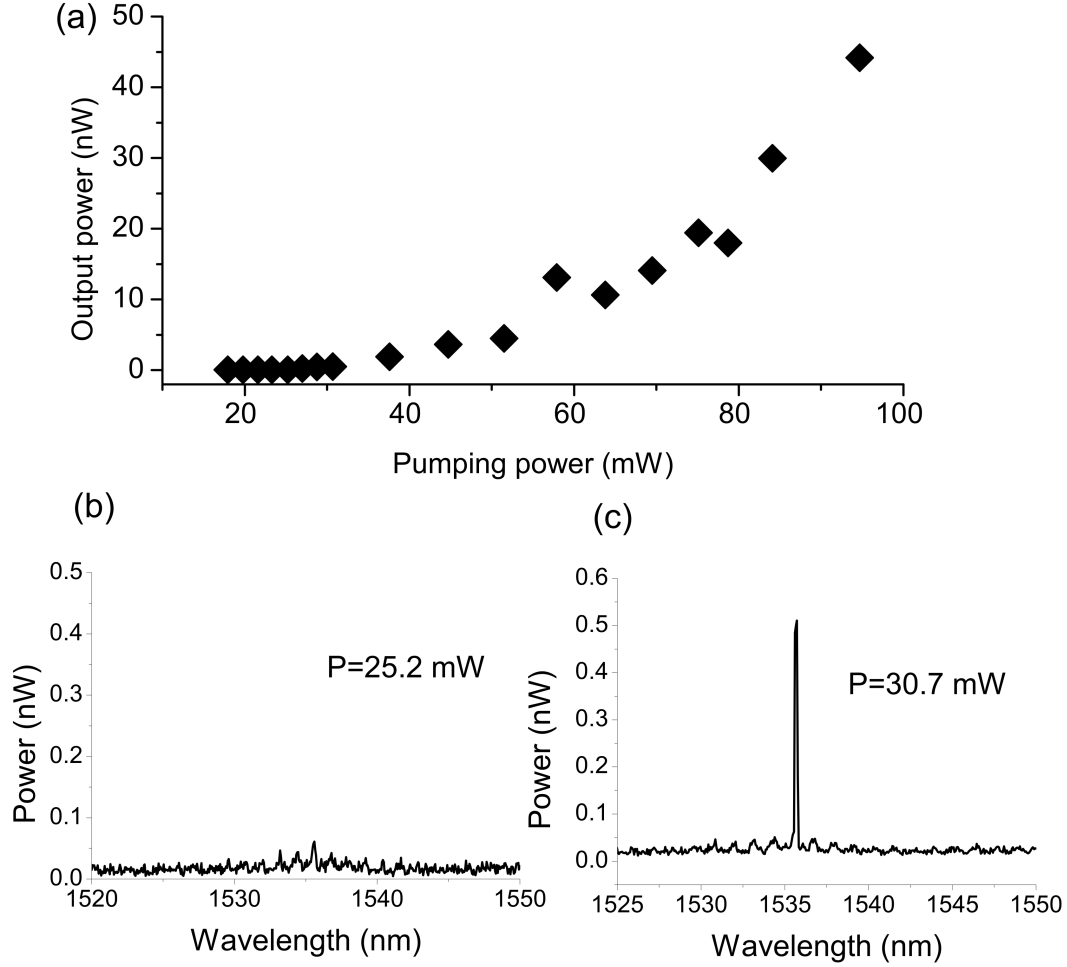 (a)
50
40
30
20
10
0
Output power (nW)
20 40 60 80 100
Pumping power (mW)
(b)
0.5
0.4
0.3
0.2
0.1
0.0
Power (nW)
P=25.2 mW
1520 1530 1540 1550
Wavelength (nm)
(c)
0.6
0.5
0.4
0.3
0.2
0.1
0.0
Power (nW)
P=30.7 mW
1525 1530 1535 1540 1545 1550
Wavelength (nm)